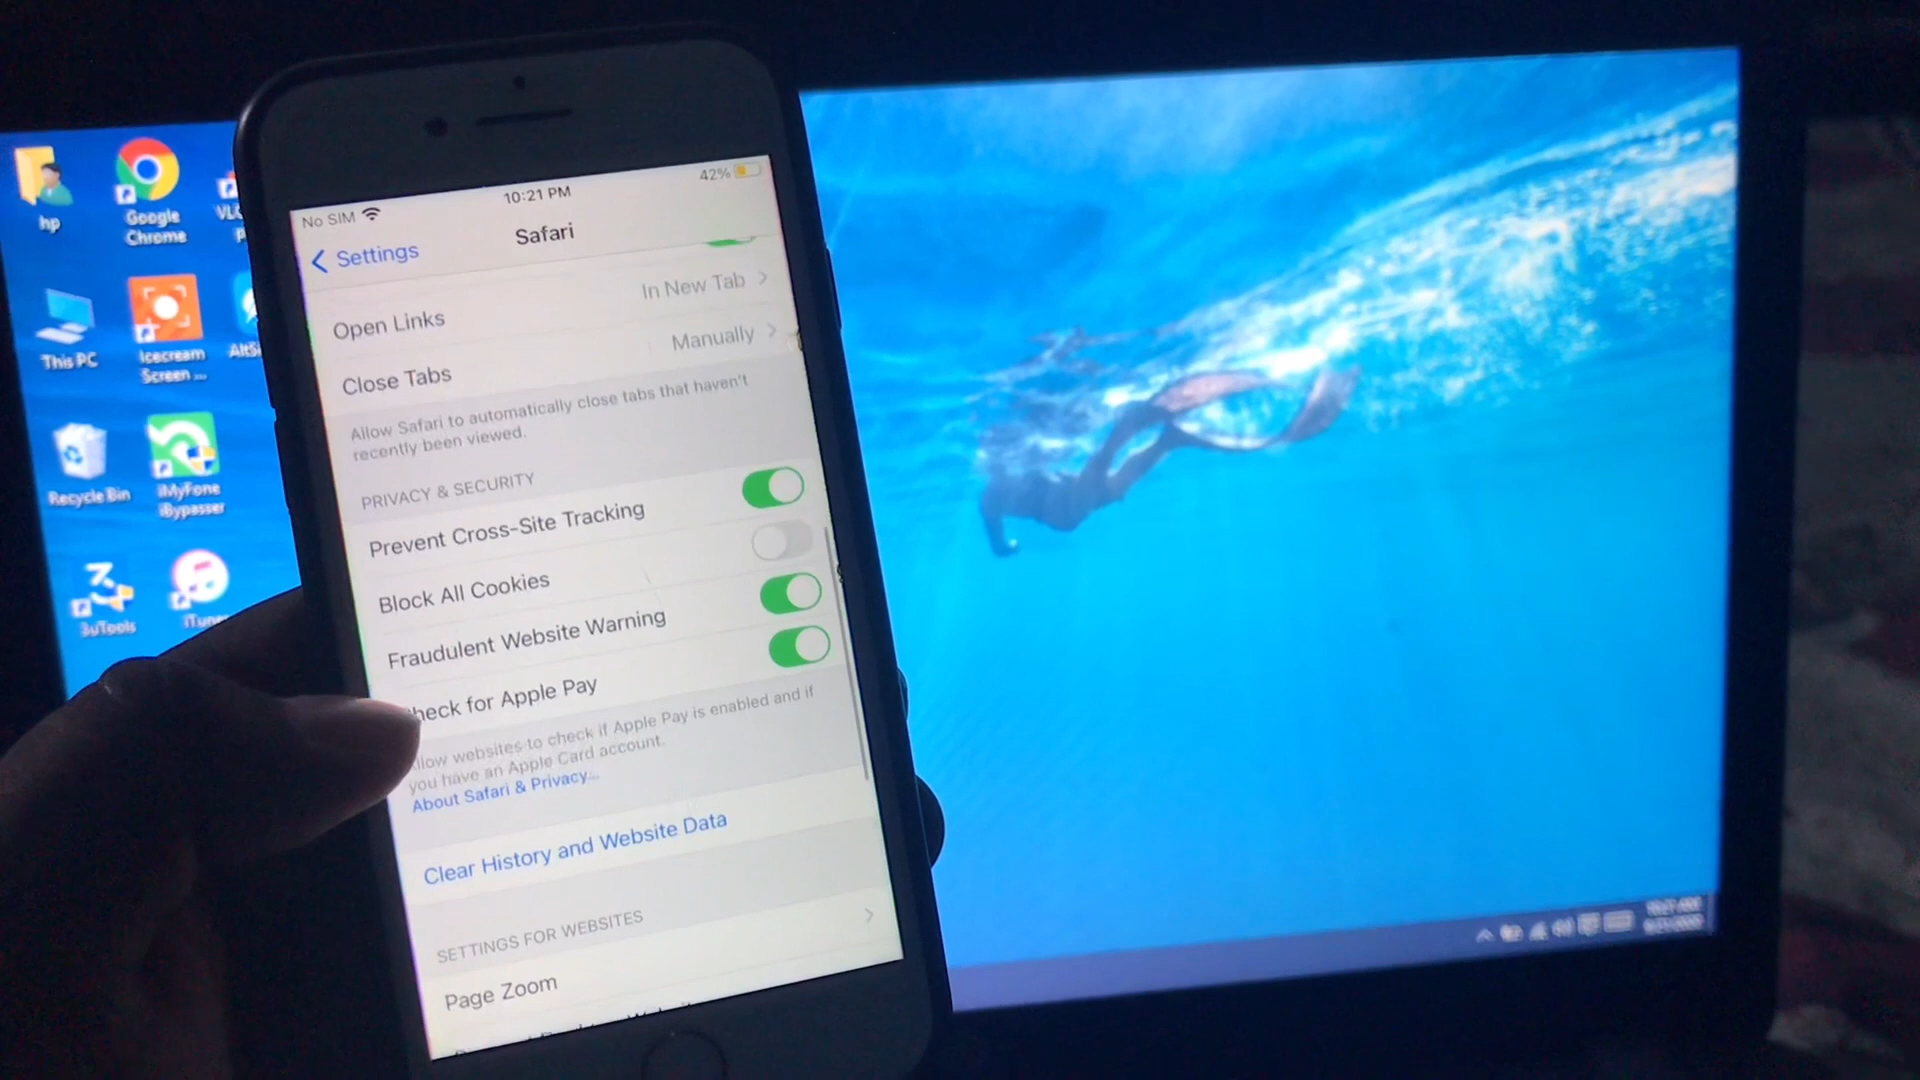 hp
Google
Chrome
This PC
Icecream
Screen ...
Recycle Bin
iMyFone
iBypasser
3uTools
No SIM
10:21 PM
42%
Settings
Safari
Open Links
In New Tab
Close Tabs
Manually
Allow Safari to automatically close tabs that haven't
recently been viewed.
PRIVACY & SECURITY
Prevent Cross-Site Tracking
Block All Cookies
Fraudulent Website Warning
heck for Apple Pay
llow websites to check if Apple Pay is enabled and if
you have an Apple Card account.
About Safari & Privacy...
Clear History and Website Data
SETTINGS FOR WEBSITES
Page Zoom